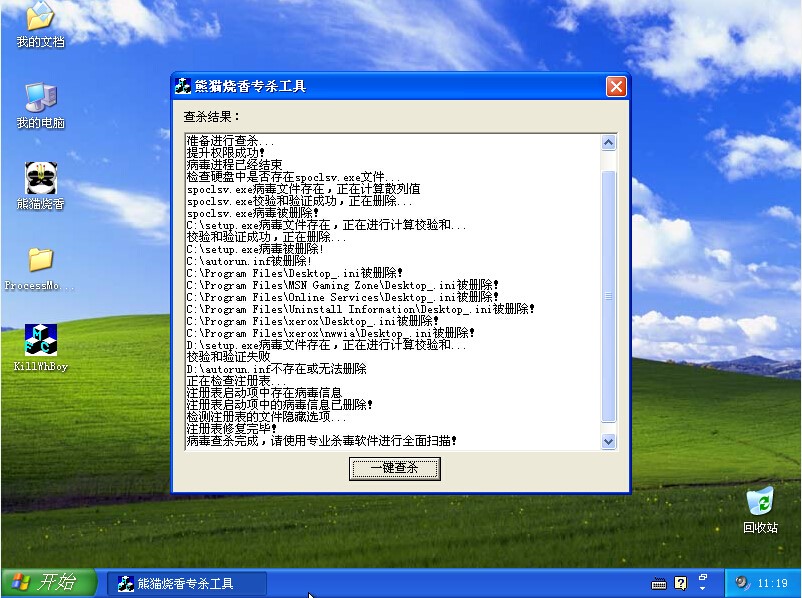 我的文档
我的电脑
熊猫烧香
ProcessMo...
KillWhBoy
熊猫烧香专杀工具
查杀结果：
准备进行查杀...
提升权限成功！
病毒进程已经结束
检查硬盘中是否存在spoclsv.exe文件...
spoclsv.exe病毒文件存在，正在计算散列值
spoclsv.exe校验和验证成功，正在删除...
spoclsv.exe病毒被删除！
C:\setup.exe病毒文件存在，正在进行计算校验和...
校验和验证成功，正在删除...
C:\setup.exe病毒被删除!
C:\autorun.inf被删除!
C:\Program Files\Desktop_.ini被删除！
C:\Program Files\MSN Gaming Zone\Desktop_.ini被删除！
C:\Program Files\Online Services\Desktop_.ini被删除！
C:\Program Files\Uninstall Information\Desktop_.ini被删除！
C:\Program Files\xerox\Desktop_.ini被删除！
C:\Program Files\xerox\nwwia\Desktop_.ini被删除！
D:\setup.exe病毒文件存在，正在进行计算校验和...
校验和验证失败
D:\autorun.inf不存在或无法删除
正在检查注册表...
注册表启动项中存在病毒信息
注册表启动项中的病毒信息已删除！
检测注册表的文件隐藏选项...
注册表修复完毕！
病毒查杀完成，请使用专业杀毒软件进行全面扫描！
一键查杀
回收站
开始
熊猫烧香专杀工具
11:19